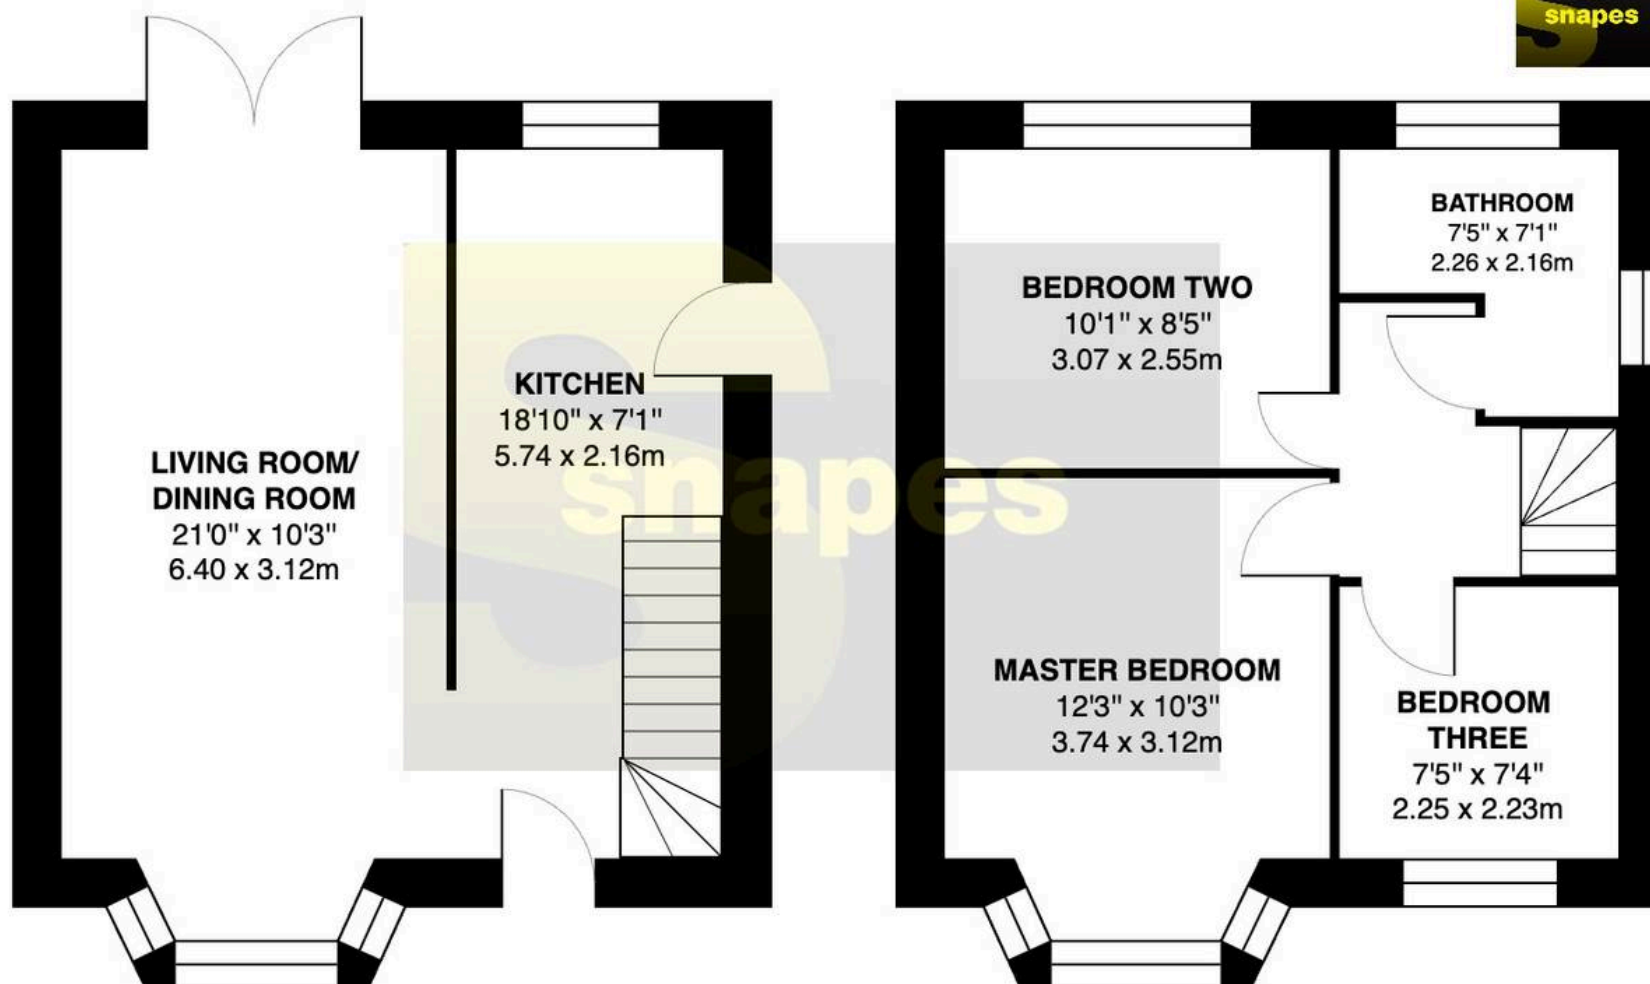 snapes
BATHROOM
7'5" x 7'1"
2.26 x 2.16m
BEDROOM TWO
10'1" x 8'5"
3.07 x 2.55m
KITCHEN
18'10" x 7'1"
5.74 x 2.16m
LIVING ROOM/
DINING ROOM
21'0" x 10'3"
6.40 x 3.12m
snapes
MASTER BEDROOM
12'3" x 10'3"
3.74 x 3.12m
BEDROOM
THREE
7'5" x 7'4"
2.25 x 2.23m